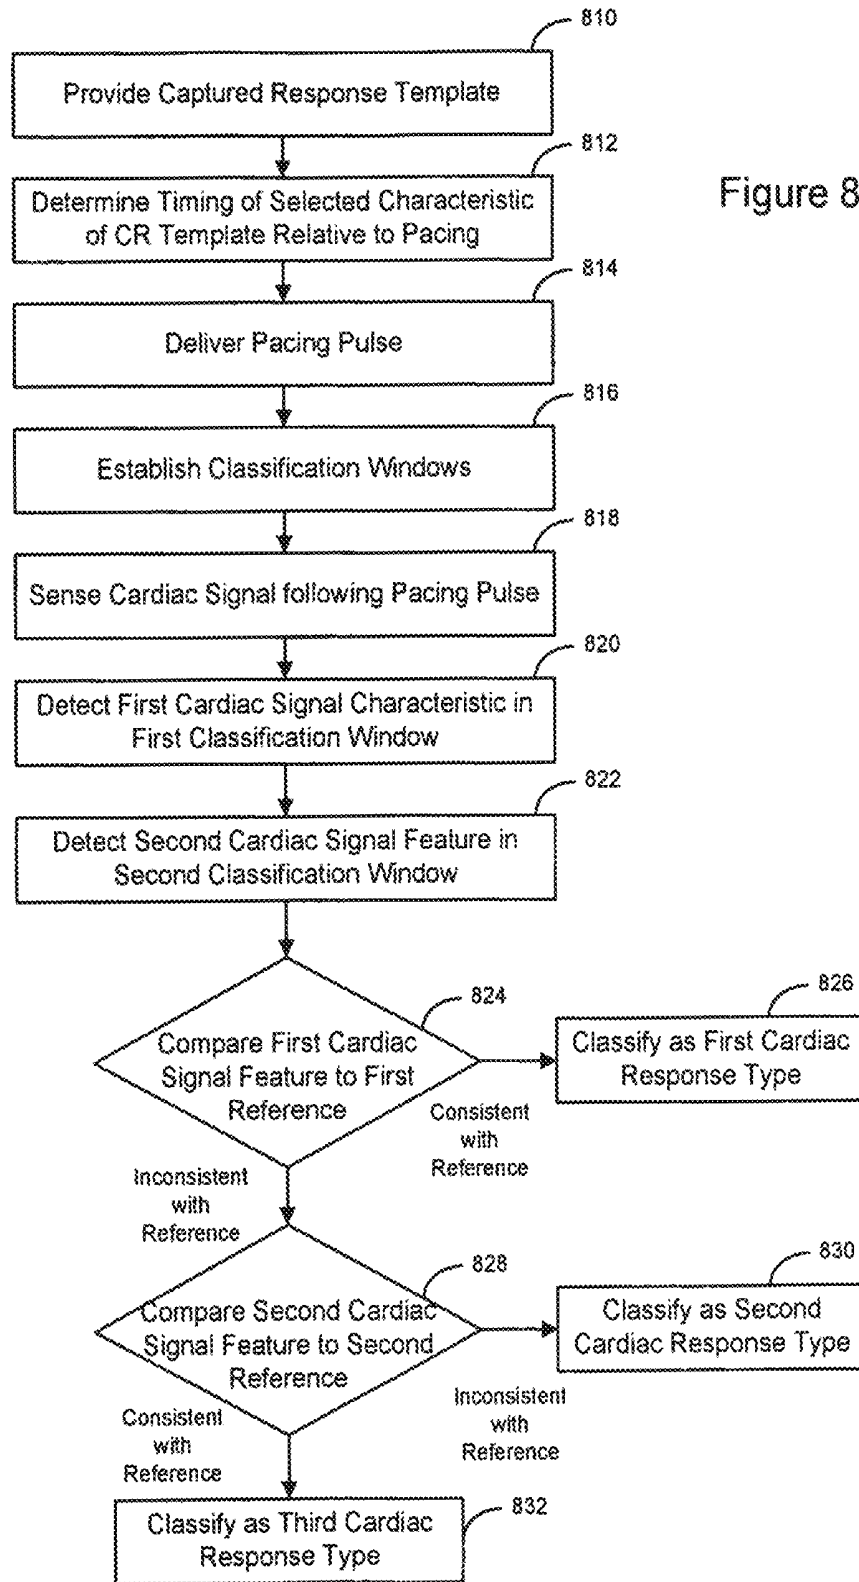 810
Provide Captured Response Template
812
Figure 8
Determine Timing of Selected Characteristic
of CR Template Relative to Pacing
814
Deliver Pacing Pulse
816
Establish Classification Windows
818
Sense Cardiac Signal following Pacing Pulse
820
Detect First Cardiac Signal Characteristic in
First Classification Window
822
Detect Second Cardiac Signal Feature in
Second Classification Window
824
Compare First Cardiac
Signal Feature to First
Reference
826
Classify as First Cardiac
Response Type
Consistent
with
Reference
Inconsistent
with
Reference
828
Compare Second Cardiac
Signal Feature to Second
Reference
830
Classify as Second
Cardiac Response Type
Inconsistent
with
Reference
Consistent
with
Reference
832
Classify as Third Cardiac
Response Type